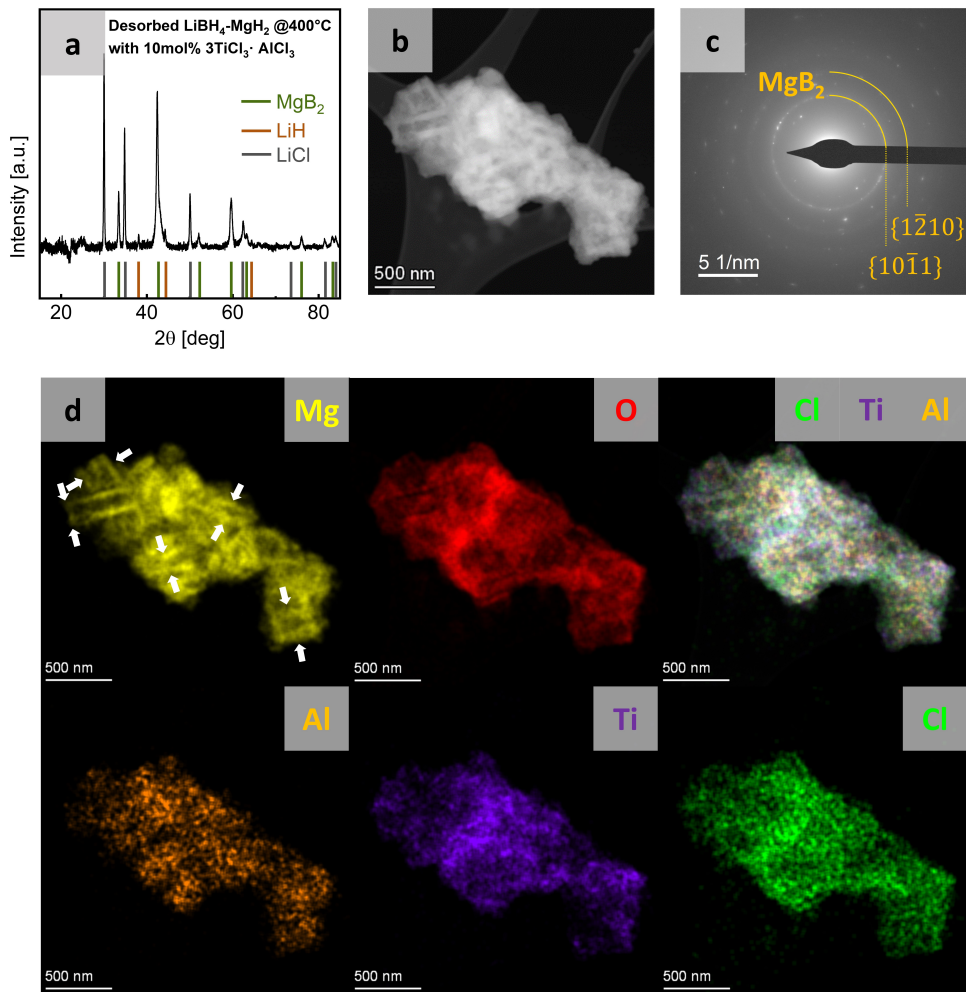 a
Desorbed LiBH₄-MgH₂ @400°C
with 10mol% 3TiCl₃· AlCl₃
MgB₂
LiH
LiCl
Intensity [a.u.]
20 40 60 80
2θ [deg]
b
500 nm
c
MgB₂
{12̅10}
{101̅1}
5 1/nm
d
Mg
500 nm
O
500 nm
Cl Ti Al
500 nm
Al
500 nm
Ti
500 nm
Cl
500 nm